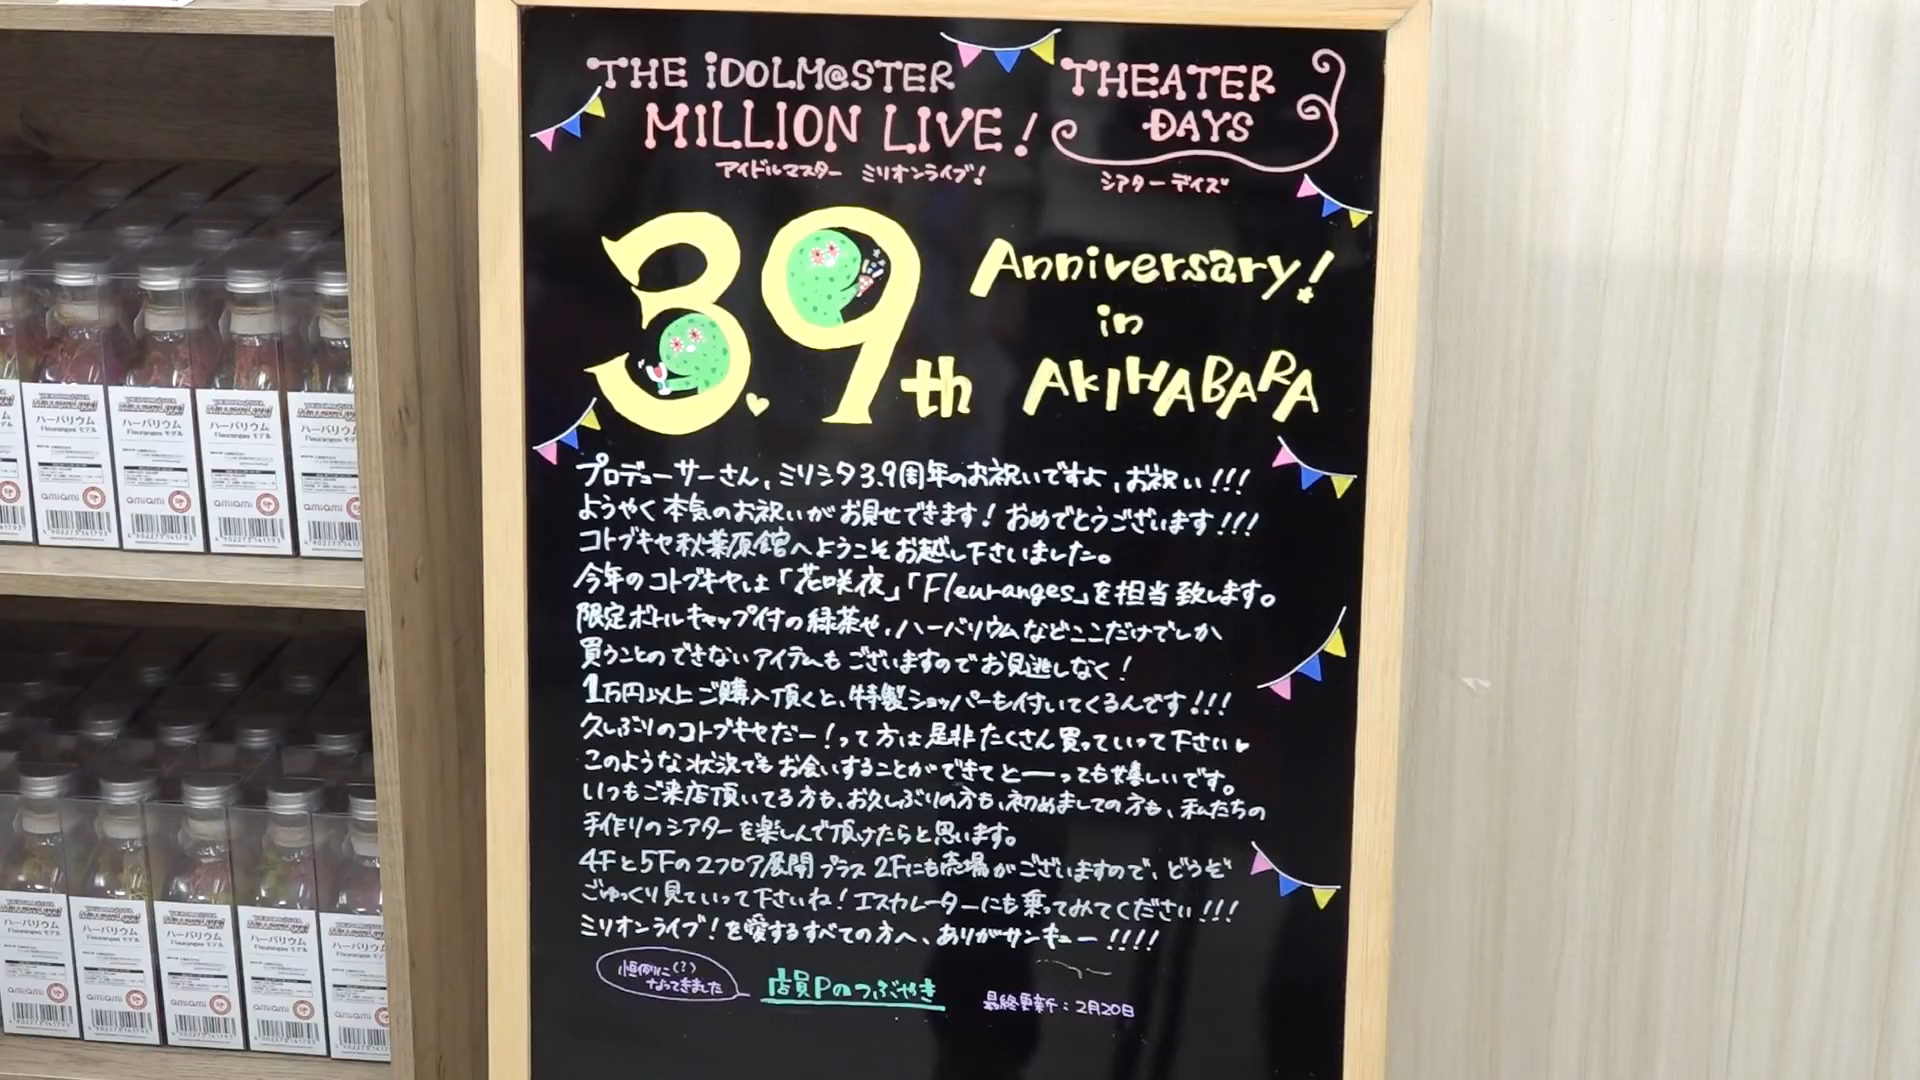 THE iDOLM@STER
MILLION LIVE!
THEATER
DAYS
アイドルマスター ミリオンライブ!
シアターデイズ
3.9th
Anniversary!
in
AKIHABARA
プロデューサーさん、ミリシタ3.9周年のお祝いですよ、お祝い!!!
ようやく本気のお祝いがお見せできます! おめでとうございます!!!
コトブキヤ秋葉原館へようこそお越し下さいました。
今年のコトブキヤは「花咲夜」「Fleuranges」を担当致します。
限定ボトルキャップ付の緑茶や、ハーバリウムなどここだけでしか
買うことのできないアイテムもございますのでお見逃しなく!
1万円以上ご購入頂くと、特製ショッパーも付いてくるんです!!!
久しぶりのコトブキヤだー!って方は是非たくさん買っていって下さい♥
このような状況でもお会いすることができてとーっても嬉しいです。
いつもご来店頂いてる方も、お久しぶりの方も、初めましての方も、私たちの
手作りのシアターを楽しんで頂けたらと思います。
4Fと5Fの2フロア展開プラス2Fにも売場がございますので、どうぞ
ごゆっくり見ていって下さいね!エスカレーターにも乗ってみてください!!!
ミリオンライブ!を愛するすべての方へ、ありがサンキュー!!!!
恒例に(?)
なってきました
店員Pのつぶやき
最終更新:2月20日
ハーバリウム
Fleuranges モデル
amiami
4902273141793